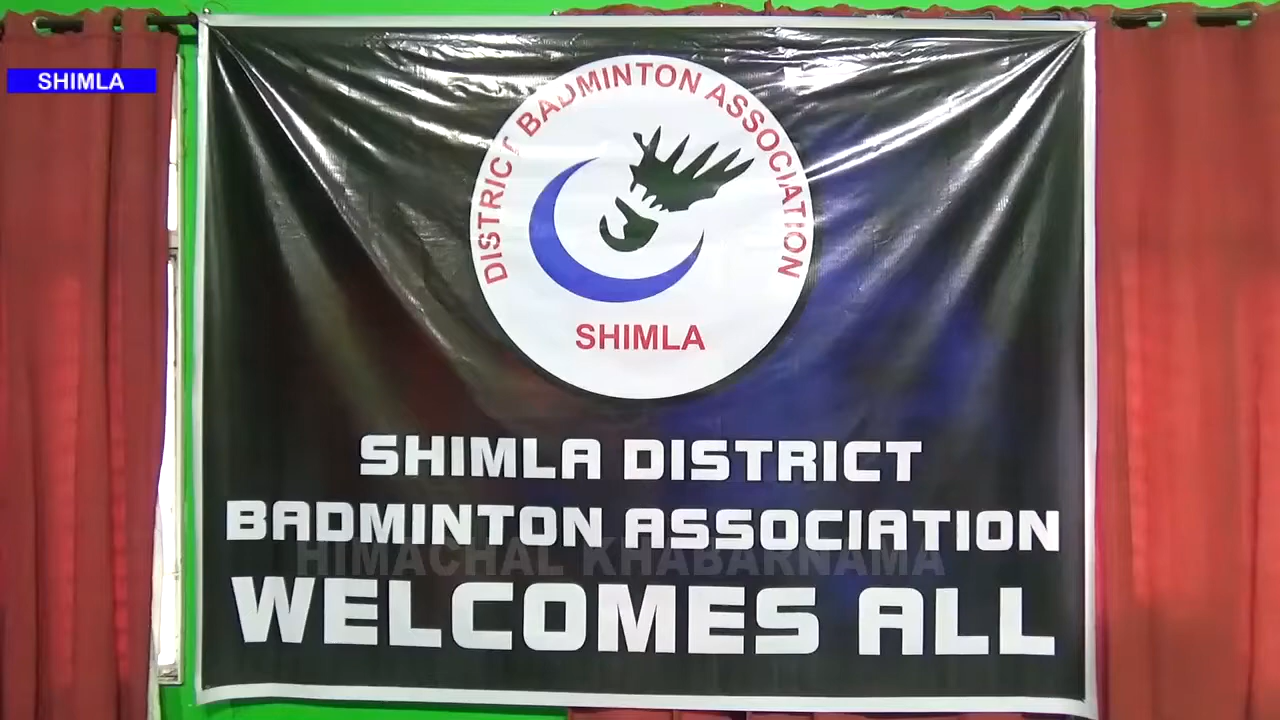 SHIMLA
DISTRICT BADMINTON ASSOCIATION
SHIMLA
SHIMLA DISTRICT
BADMINTON ASSOCIATION
HIMACHAL KHABARNAMA
WELCOMES ALL